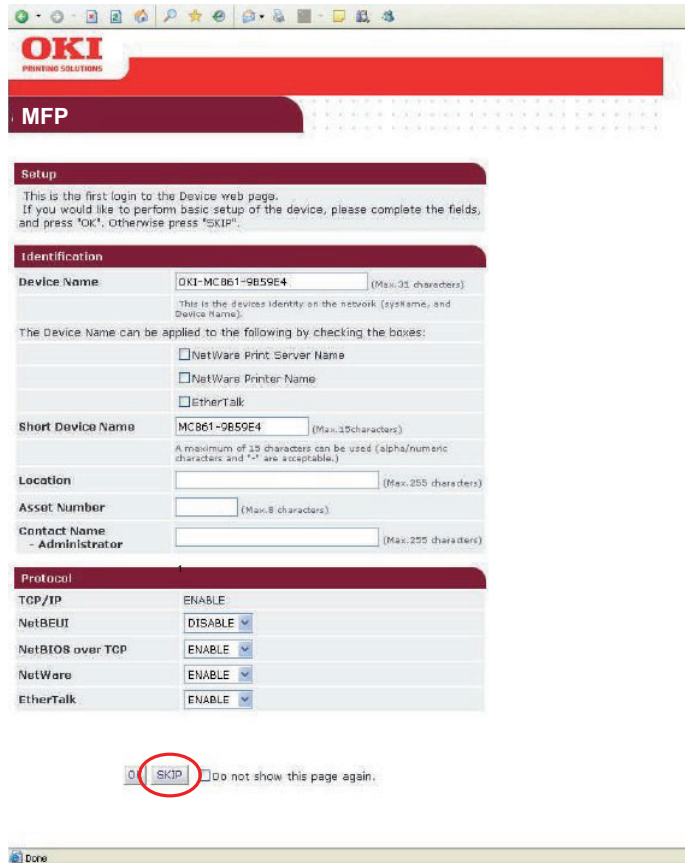 OKI
PRINTING SOLUTIONS
MFP
Setup
This is the first login to the Device web page.
If you would like to perform basic setup of the device, please complete the fields,
and press "OK". Otherwise press "SKIP".
Identification
Device Name OKI-MC861-9B59E4 (Max.31 characters)
This is the devices identity on the network (sysName, and
Device Name).
The Device Name can be applied to the following by checking the boxes:
NetWare Print Server Name
NetWare Printer Name
EtherTalk
Short Device Name MC861-9B59E4 (Max.15characters)
A maximum of 15 characters can be used (alpha/numeric
characters and "-" are acceptable.)
Location (Max.255 characters)
Asset Number (Max.8 characters)
Contact Name
- Administrator (Max.255 characters)
1
Protocol
TCP/IP ENABLE
NetBEUI DISABLE
NetBIOS over TCP ENABLE
NetWare ENABLE
EtherTalk ENABLE
SKIP Do not show this page again.
Done